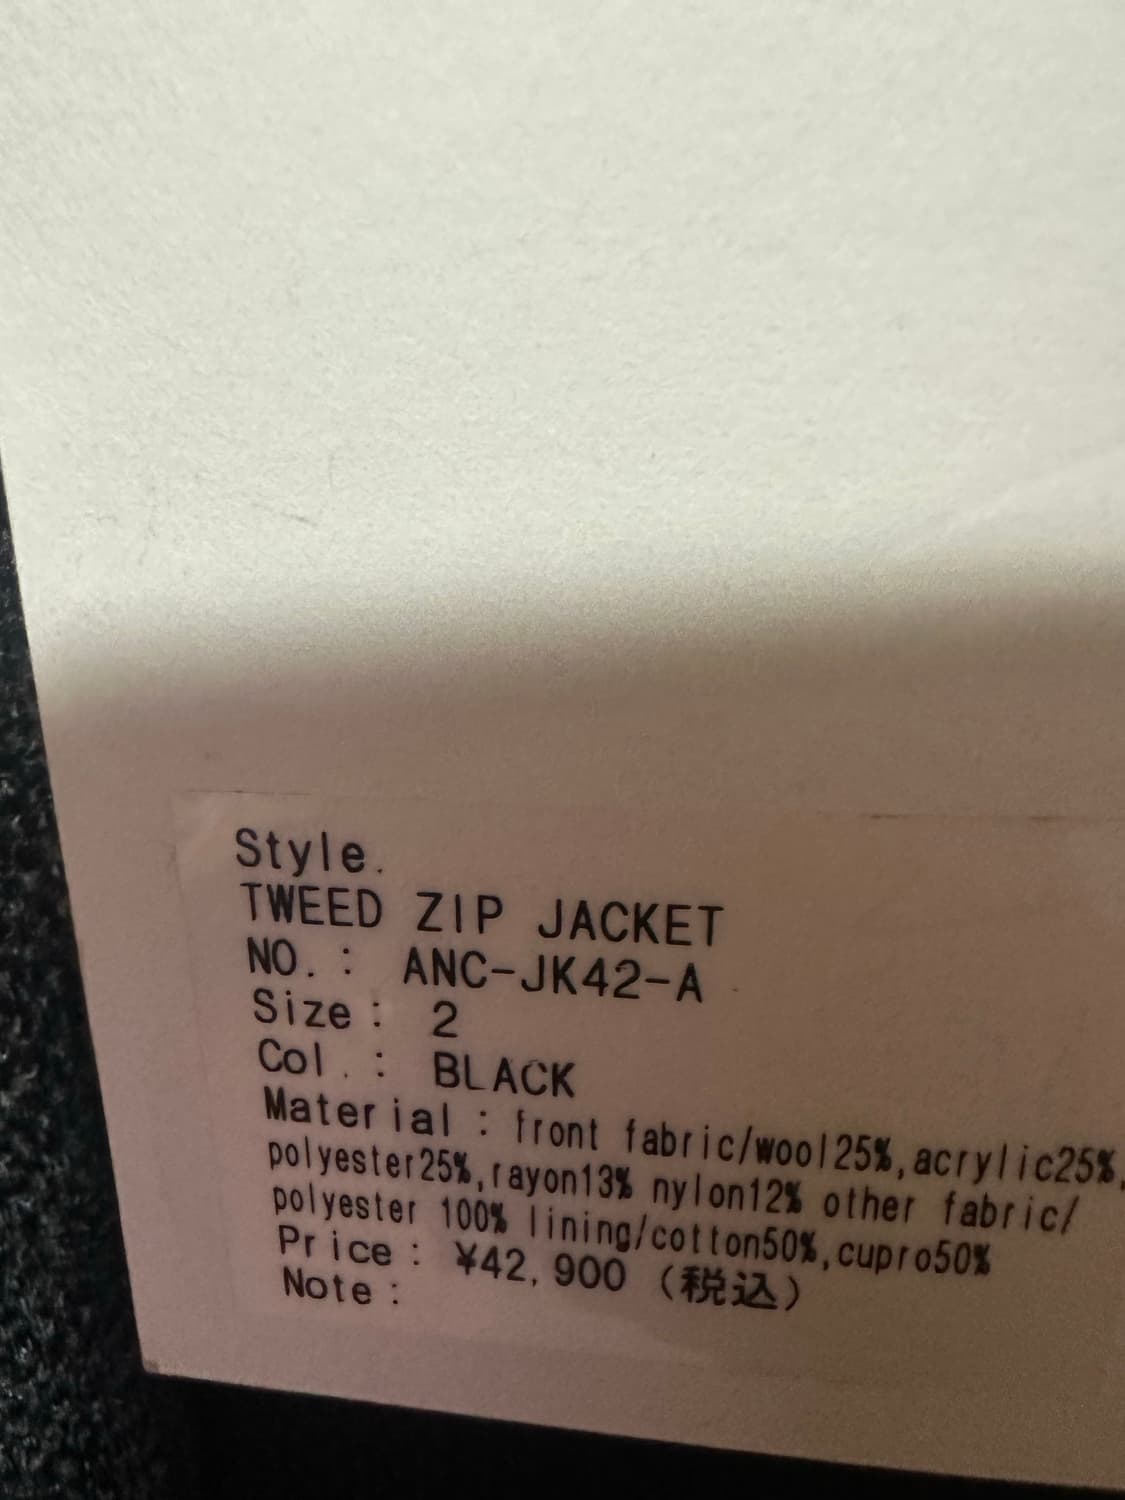 Style.
TWEED ZIP JACKET
NO. : ANC-JK42-A
Size : 2
Col. : BLACK
Material : front fabric/wool25%,acrylic25%,
polyester25%,rayon13% nylon12% other fabric/
polyester 100% lining/cotton50%,cupro50%
Price : ¥42,900 (税込)
Note :